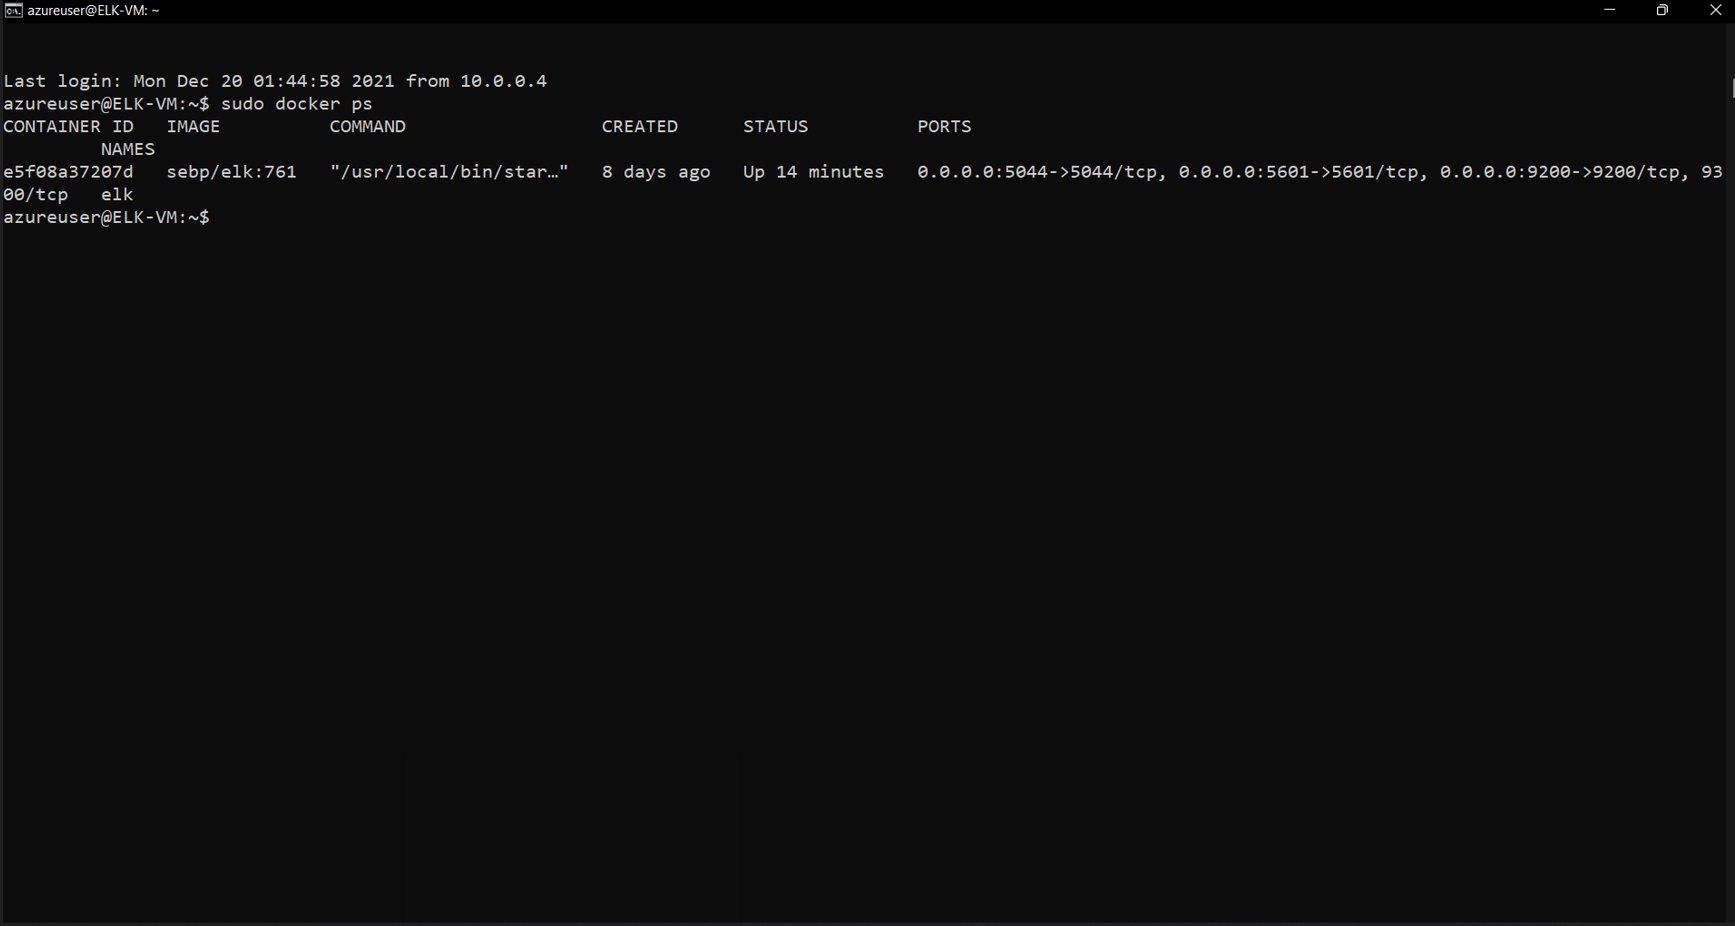 azureuser@ELK-VM: ~
Last login: Mon Dec 20 01:44:58 2021 from 10.0.0.4
azureuser@ELK-VM:~$ sudo docker ps
CONTAINER ID   IMAGE          COMMAND                  CREATED      STATUS          PORTS
         NAMES
e5f08a37207d   sebp/elk:761   "/usr/local/bin/star…"   8 days ago   Up 14 minutes   0.0.0.0:5044->5044/tcp, 0.0.0.0:5601->5601/tcp, 0.0.0.0:9200->9200/tcp, 93
00/tcp   elk
azureuser@ELK-VM:~$